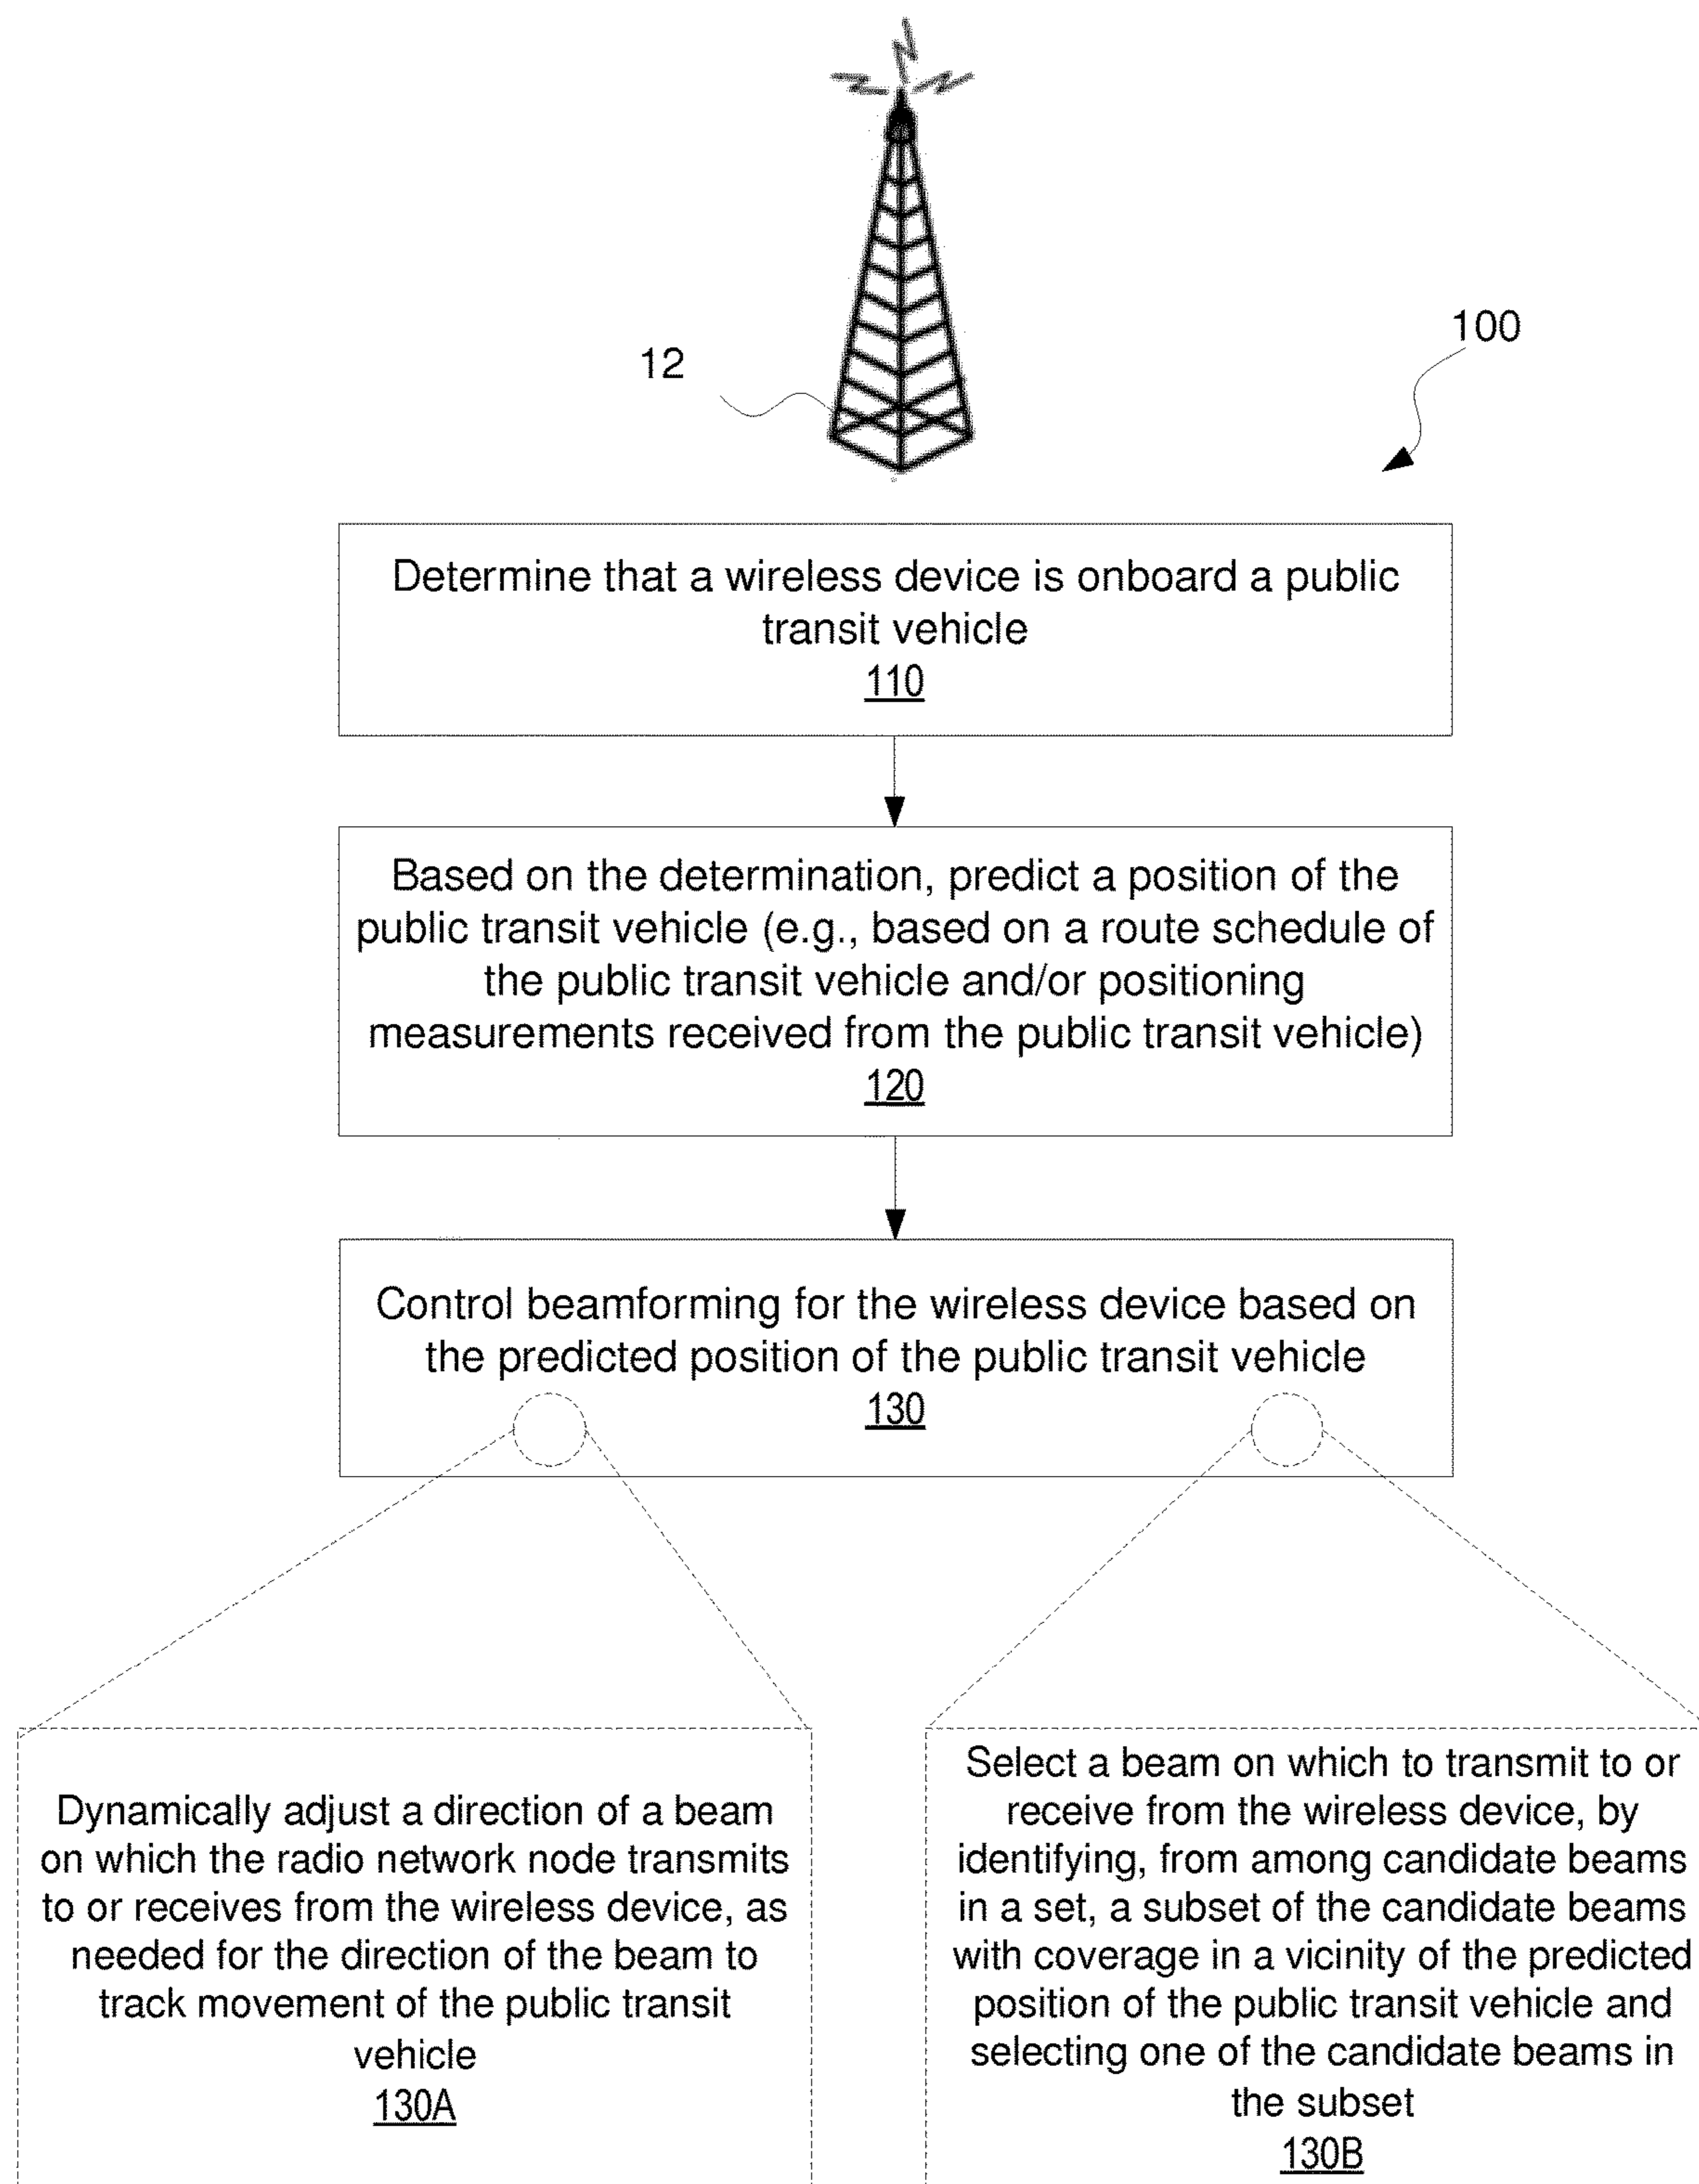 100
12
Determine that a wireless device is onboard a public
transit vehicle
110
Based on the determination, predict a position of the
public transit vehicle (e.g., based on a route schedule of
the public transit vehicle and/or positioning
measurements received from the public transit vehicle)
120
Control beamforming for the wireless device based on
the predicted position of the public transit vehicle
130
Dynamically adjust a direction of a beam
on which the radio network node transmits
to or receives from the wireless device, as
needed for the direction of the beam to
track movement of the public transit
vehicle
130A
Select a beam on which to transmit to or
receive from the wireless device, by
identifying, from among candidate beams
in a set, a subset of the candidate beams
with coverage in a vicinity of the predicted
position of the public transit vehicle and
selecting one of the candidate beams in
the subset
130B